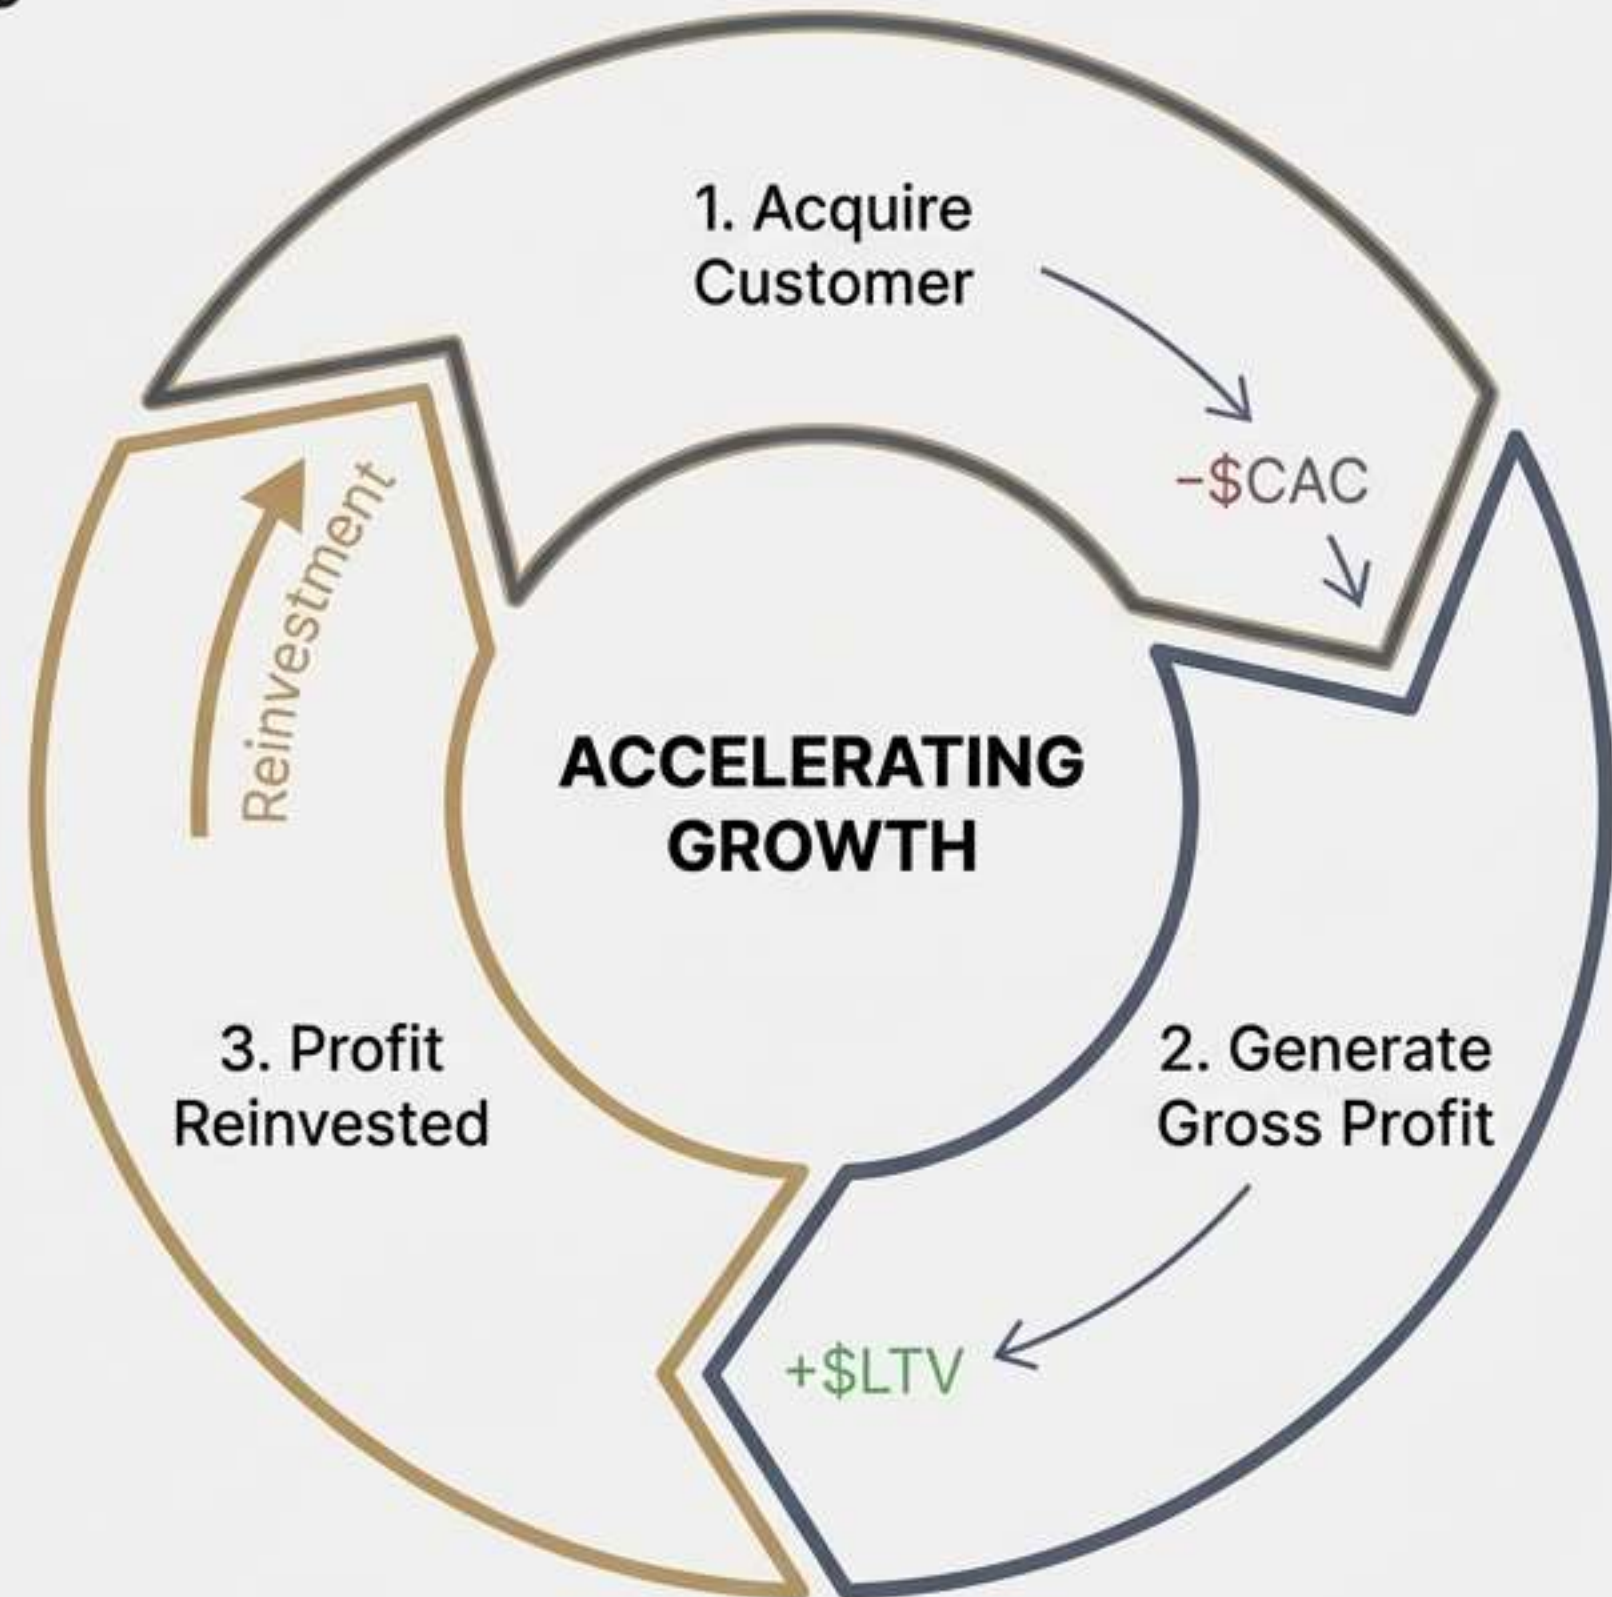 1. Acquire
Customer
-$CAC
Reinvestment
ACCELERATING
GROWTH
3. Profit
Reinvested
2. Generate
Gross Profit
+$LTV